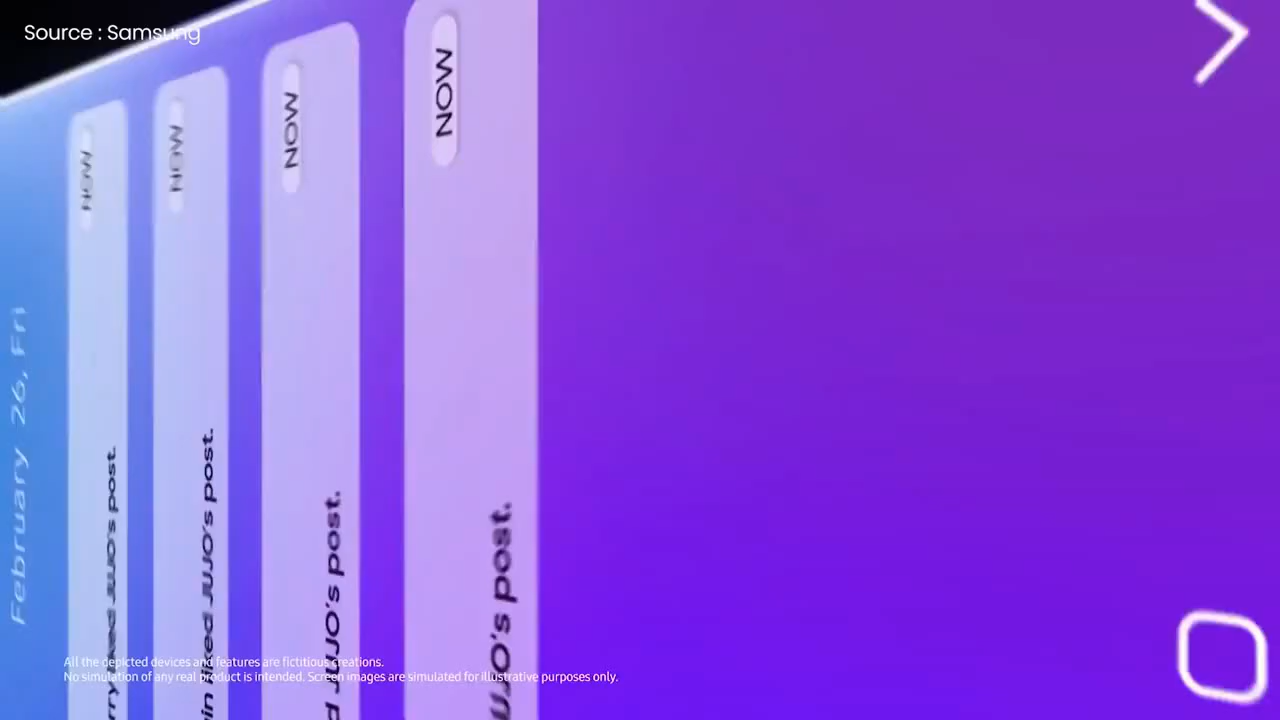 Source : Samsung
February 26, Fri
NOW
liked JUJO's post.
NOW
liked JUJO's post.
NOW
JUJO's post.
NOW
JUJO's post.
All the depicted devices and features are fictitious creations.
No simulation of any real product is intended. Screen images are simulated for illustrative purposes only.